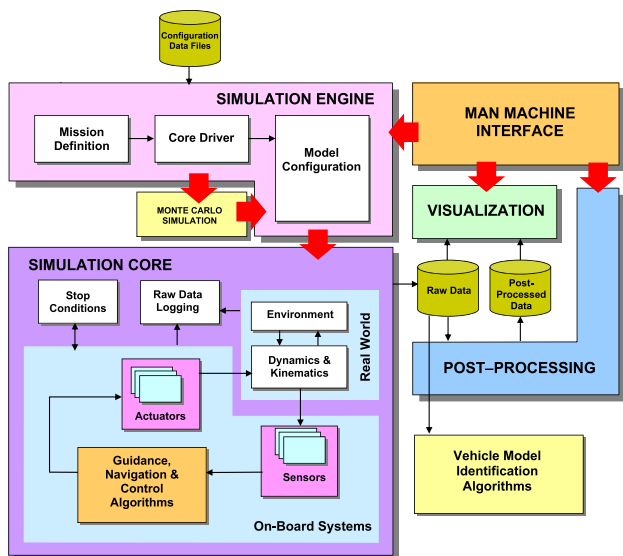 Configuration
Data Files
SIMULATION ENGINE
Mission
Definition
Core Driver
Model
Configuration
MAN MACHINE
INTERFACE
MONTE CARLO
SIMULATION
VISUALIZATION
SIMULATION CORE
Stop
Conditions
Raw Data
Logging
Environment
Dynamics &
Kinematics
Real World
Raw Data
Post-
Processed
Data
POST–PROCESSING
Actuators
Guidance,
Navigation &
Control
Algorithms
Sensors
On-Board Systems
Vehicle Model
Identification
Algorithms